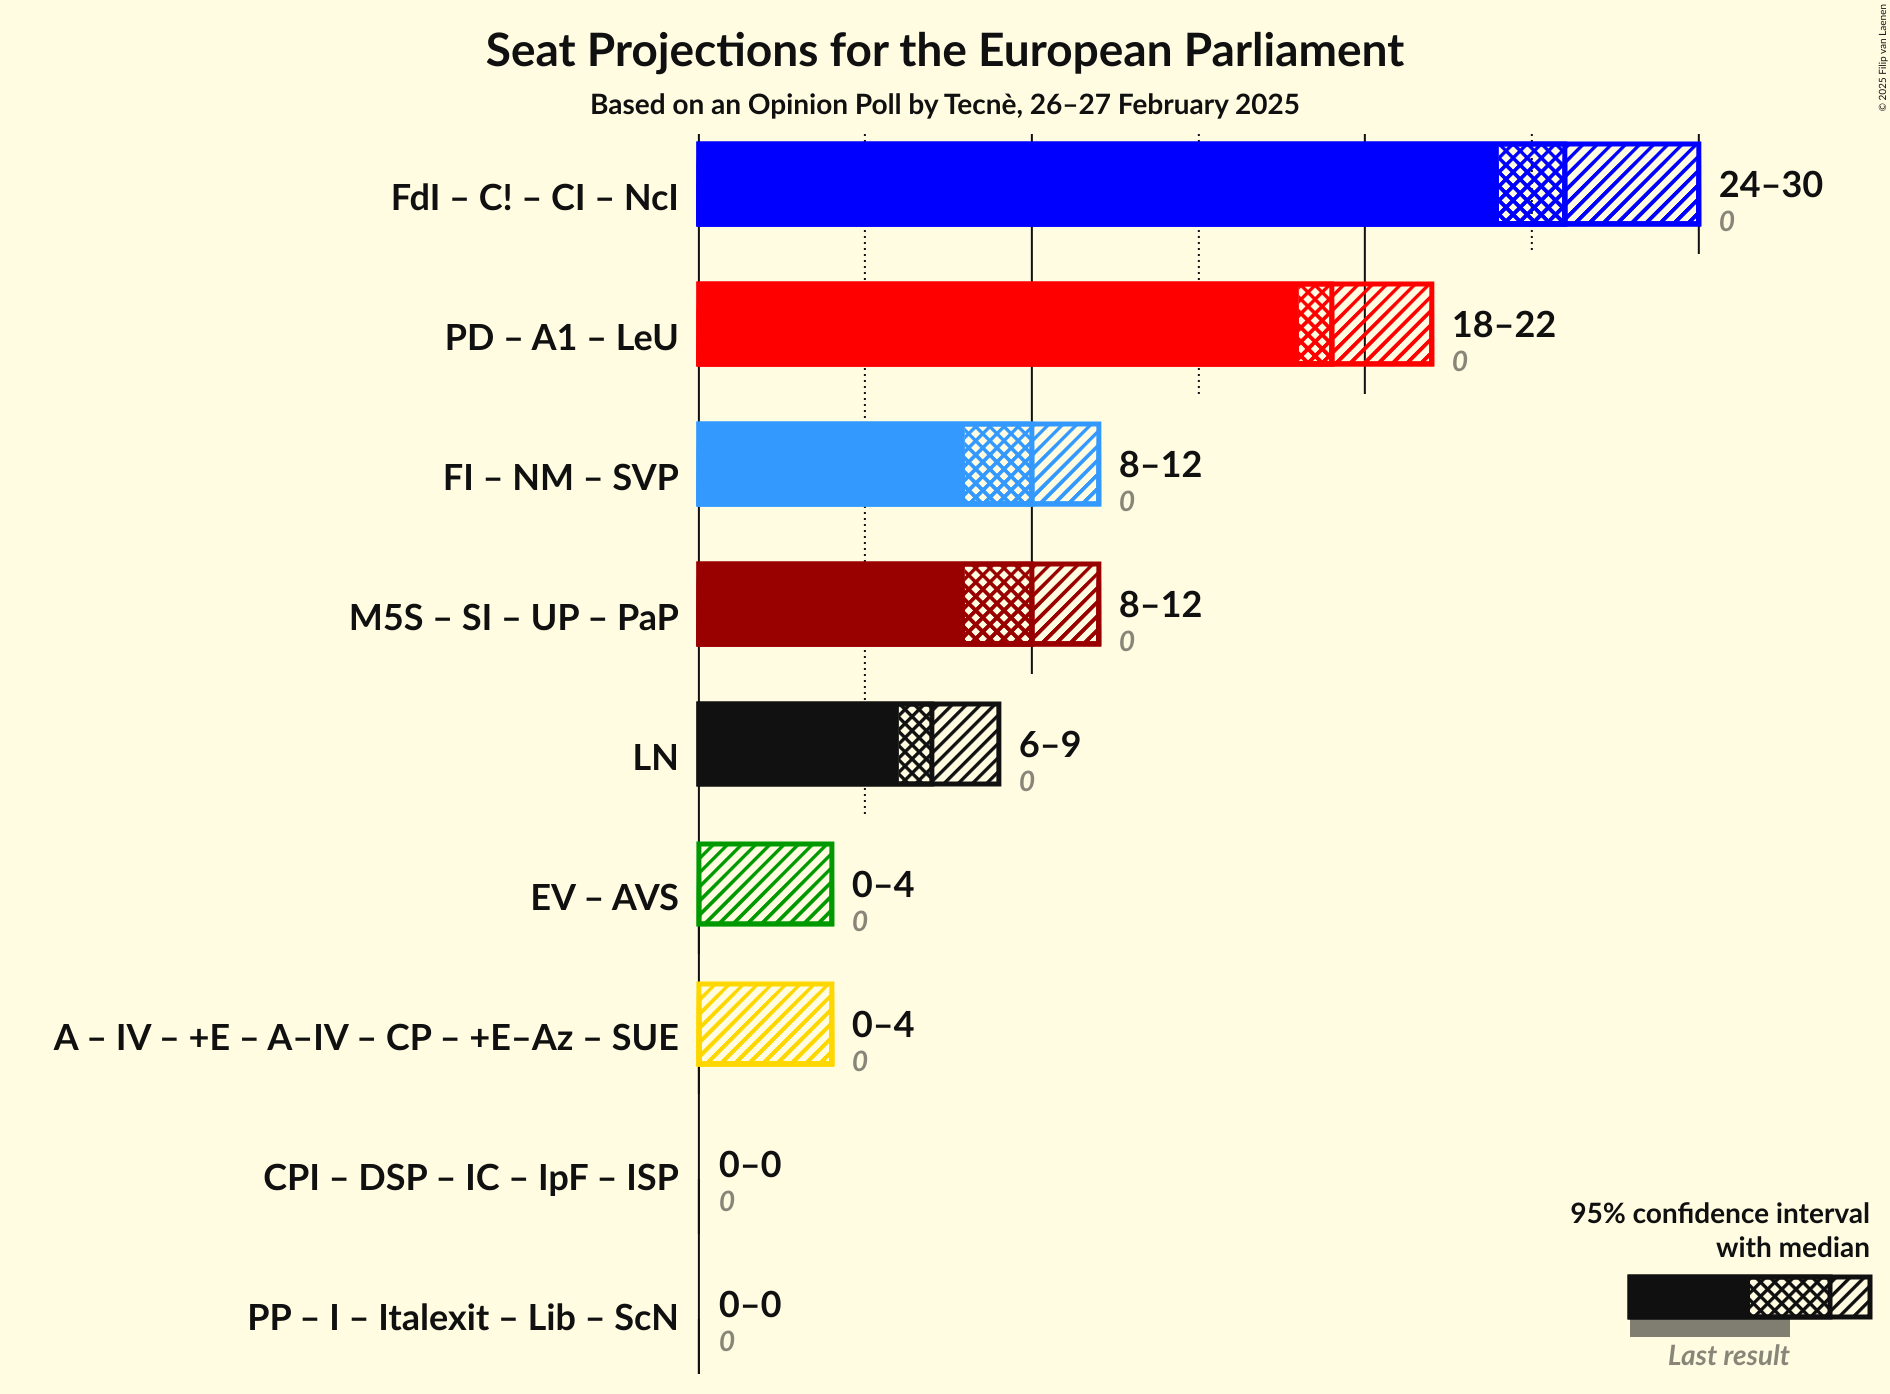 Seat Projections for the European Parliament
Based on an Opinion Poll by Tecnè, 26–27 February 2025
© 2025 Filip van Laenen
FdI – C! – CI – NcI
24–30
0
PD – A1 – LeU
18–22
0
FI – NM – SVP
8–12
0
M5S – SI – UP – PaP
8–12
0
LN
6–9
0
EV – AVS
0–4
0
A – IV – +E – A–IV – CP – +E–Az – SUE
0–4
0
CPI – DSP – IC – IpF – ISP
0–0
0
PP – I – Italexit – Lib – ScN
0–0
0
95% confidence interval
with median
Last result